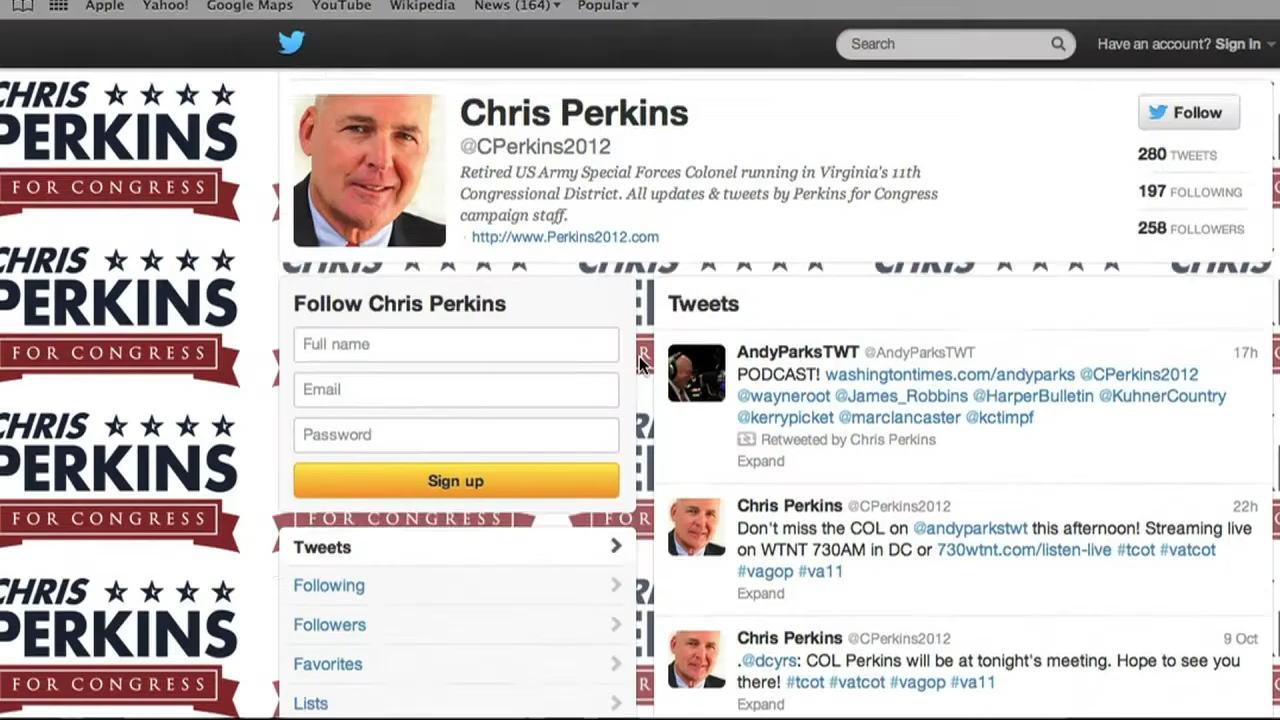 Apple Yahoo! Google Maps YouTube Wikipedia News (164) Popular
Search
Have an account? Sign in
Chris Perkins
@CPerkins2012
Retired US Army Special Forces Colonel running in Virginia's 11th
Congressional District. All updates & tweets by Perkins for Congress
campaign staff.
· http://www.Perkins2012.com
Follow
280 TWEETS
197 FOLLOWING
258 FOLLOWERS
CHRIS
PERKINS
FOR CONGRESS
CHRIS
PERKINS
FOR CONGRESS
CHRIS
PERKINS
FOR CONGRESS
CHRIS
PERKINS
FOR CONGRESS
CHRIS CHRIS CHRIS CHRIS
Follow Chris Perkins
Full name
Email
Password
Sign up
FOR CONGRESS FOR
Tweets
Following
Followers
Favorites
Lists
Tweets
AndyParksTWT @AndyParksTWT 17h
PODCAST! washingtontimes.com/andyparks @CPerkins2012
@wayneroot @James_Robbins @HarperBulletin @KuhnerCountry
@kerrypicket @marclancaster @kctimpf
Retweeted by Chris Perkins
Expand
Chris Perkins @CPerkins2012 22h
Don't miss the COL on @andyparkstwt this afternoon! Streaming live
on WTNT 730AM in DC or 730wtnt.com/listen-live #tcot #vatcot
#vagop #va11
Expand
Chris Perkins @CPerkins2012 9 Oct
.@dcyrs: COL Perkins will be at tonight's meeting. Hope to see you
there! #tcot #vatcot #vagop #va11
Expand